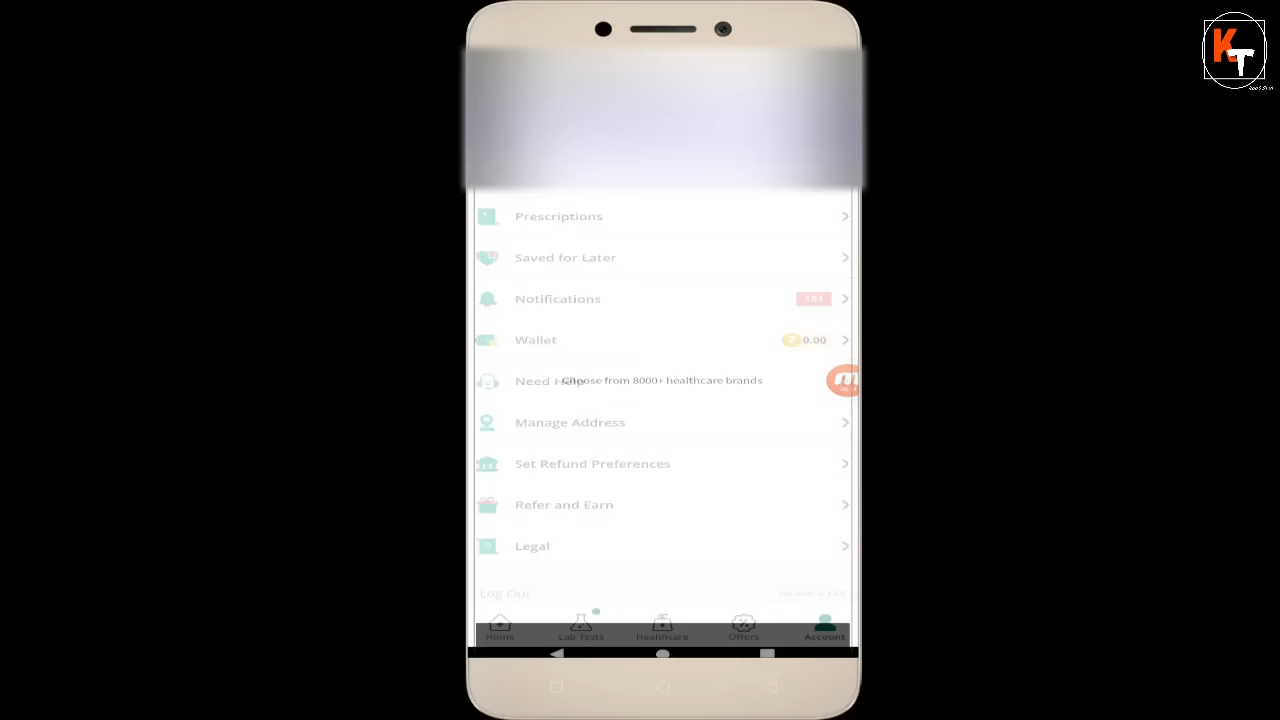 KT
Prescriptions
Saved for Later
Notifications
Wallet 0.00
Need Help
Choose from 8000+ healthcare brands
Manage Address
Set Refund Preferences
Refer and Earn
Legal
Log Out
Home Lab Tests Healthcare Offers Account